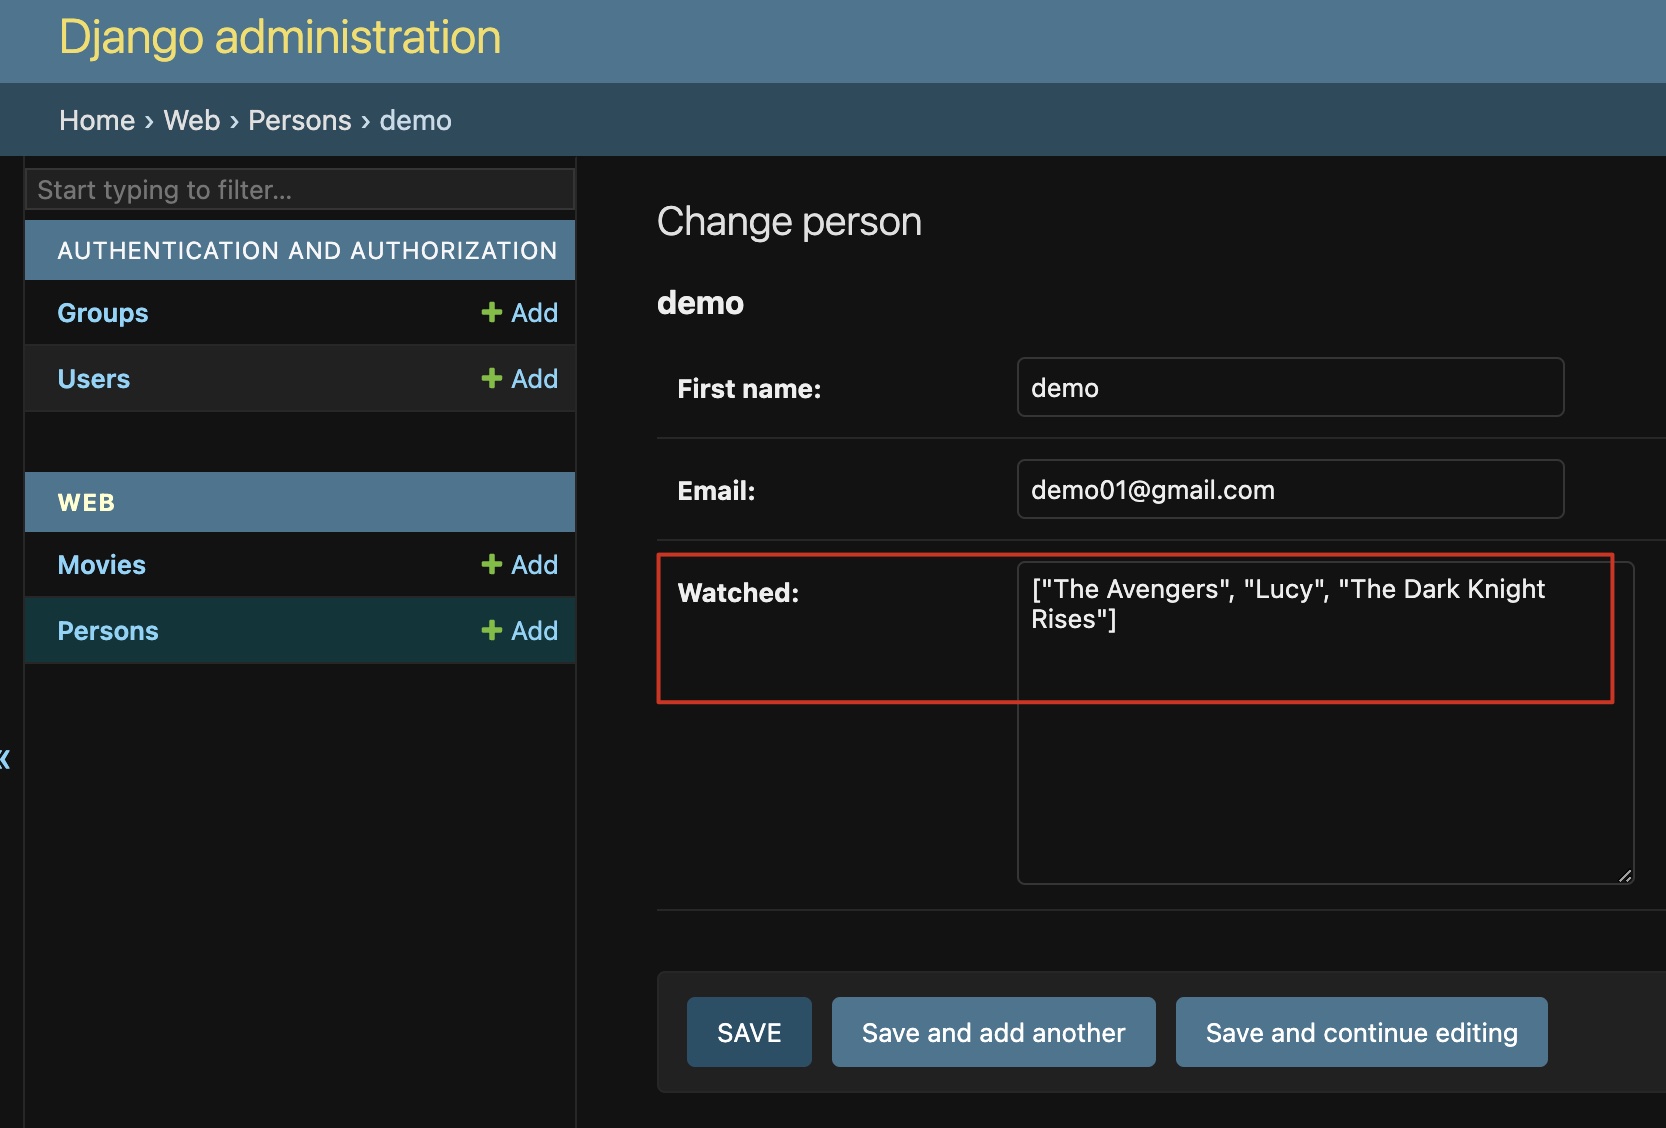 Django administration
Home › Web › Persons › demo
Start typing to filter...
AUTHENTICATION AND AUTHORIZATION
Groups + Add
Users + Add
WEB
Movies + Add
Persons + Add
«
Change person
demo
First name: demo
Email: demo01@gmail.com
Watched: ["The Avengers", "Lucy", "The Dark Knight
Rises"]
SAVE Save and add another Save and continue editing